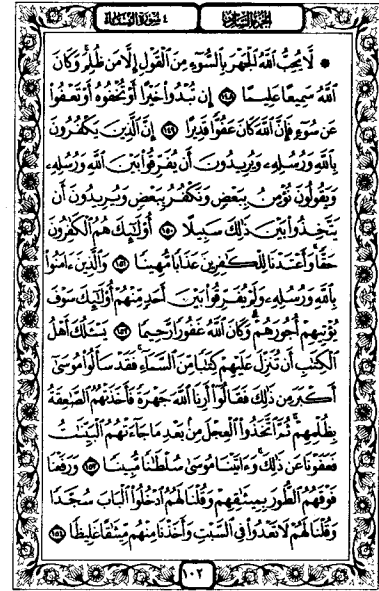 ٤ سورة النساء
الجزء السادس
۞ لَّا يُحِبُّ ٱللَّهُ ٱلْجَهْرَ بِٱلسُّوٓءِ مِنَ ٱلْقَوْلِ إِلَّا مَن ظُلِمَ ۚ وَكَانَ
ٱللَّهُ سَمِيعًا عَلِيمًا ١٤٨ إِن تُبْدُوا۟ خَيْرًا أَوْ تُخْفُوهُ أَوْ تَعْفُوا۟
عَن سُوٓءٍ فَإِنَّ ٱللَّهَ كَانَ عَفُوًّا قَدِيرًا ١٤٩ إِنَّ ٱلَّذِينَ يَكْفُرُونَ
بِٱللَّهِ وَرُسُلِهِۦ وَيُرِيدُونَ أَن يُفَرِّقُوا۟ بَيْنَ ٱللَّهِ وَرُسُلِهِۦ
وَيَقُولُونَ نُؤْمِنُ بِبَعْضٍ وَنَكْفُرُ بِبَعْضٍ وَيُرِيدُونَ أَن
يَتَّخِذُوا۟ بَيْنَ ذَٰلِكَ سَبِيلًا ١٥٠ أُو۟لَٰٓئِكَ هُمُ ٱلْكَٰفِرُونَ
حَقًّا ۚ وَأَعْتَدْنَا لِلْكَٰفِرِينَ عَذَابًا مُّهِينًا ١٥١ وَٱلَّذِينَ ءَامَنُوا۟
بِٱللَّهِ وَرُسُلِهِۦ وَلَمْ يُفَرِّقُوا۟ بَيْنَ أَحَدٍ مِّنْهُمْ أُو۟لَٰٓئِكَ سَوْفَ
يُؤْتِيهِمْ أُجُورَهُمْ ۗ وَكَانَ ٱللَّهُ غَفُورًا رَّحِيمًا ١٥٢ يَسْـَٔلُكَ أَهْلُ
ٱلْكِتَٰبِ أَن تُنَزِّلَ عَلَيْهِمْ كِتَٰبًا مِّنَ ٱلسَّمَآءِ ۚ فَقَدْ سَأَلُوا۟ مُوسَىٰٓ
أَكْبَرَ مِن ذَٰلِكَ فَقَالُوٓا۟ أَرِنَا ٱللَّهَ جَهْرَةً فَأَخَذَتْهُمُ ٱلصَّٰعِقَةُ
بِظُلْمِهِمْ ۚ ثُمَّ ٱتَّخَذُوا۟ ٱلْعِجْلَ مِنۢ بَعْدِ مَا جَآءَتْهُمُ ٱلْبَيِّنَٰتُ
فَعَفَوْنَا عَن ذَٰلِكَ ۚ وَءَاتَيْنَا مُوسَىٰ سُلْطَٰنًا مُّبِينًا ١٥٣ وَرَفَعْنَا
فَوْقَهُمُ ٱلطُّورَ بِمِيثَٰقِهِمْ وَقُلْنَا لَهُمُ ٱدْخُلُوا۟ ٱلْبَابَ سُجَّدًا
وَقُلْنَا لَهُمْ لَا تَعْدُوا۟ فِى ٱلسَّبْتِ وَأَخَذْنَا مِنْهُم مِّيثَٰقًا غَلِيظًا ١٥٤
١٠٢